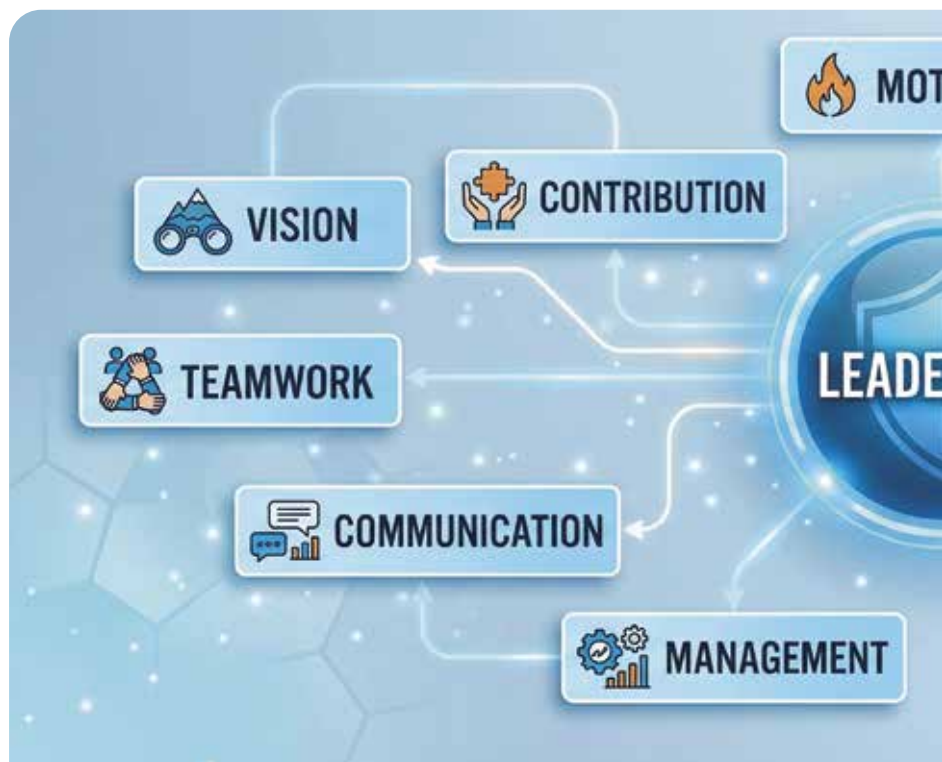 MOT
VISION
CONTRIBUTION
TEAMWORK
LEADE
COMMUNICATION
MANAGEMENT